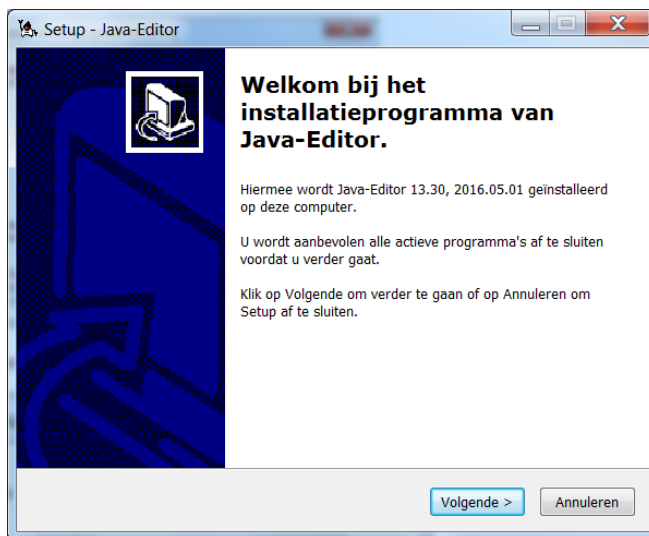 Setup - Java-Editor
Welkom bij het
installatieprogramma van
Java-Editor.
Hiermee wordt Java-Editor 13.30, 2016.05.01 geïnstalleerd
op deze computer.
U wordt aanbevolen alle actieve programma's af te sluiten
voordat u verder gaat.
Klik op Volgende om verder te gaan of op Annuleren om
Setup af te sluiten.
Volgende >
Annuleren